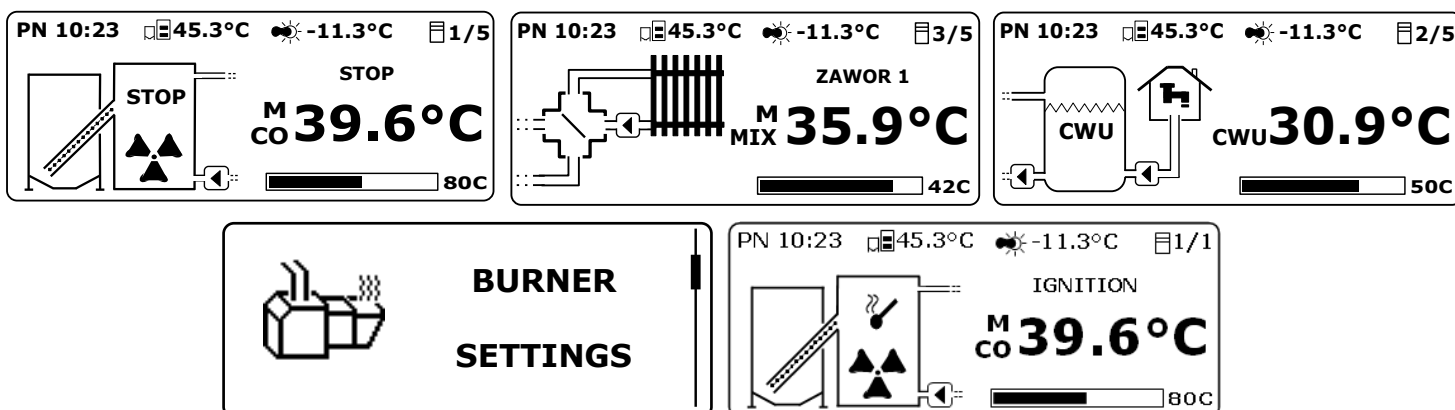 PN 10:23 45.3°C -11.3°C 1/5
STOP
STOP
M
CO 39.6°C
80C
PN 10:23 45.3°C -11.3°C 3/5
ZAWOR 1
M
MIX 35.9°C
42C
PN 10:23 45.3°C -11.3°C 2/5
CWU
CWU 30.9°C
50C
BURNER
SETTINGS
PN 10:23 45.3°C -11.3°C 1/1
IGNITION
M
CO 39.6°C
80C